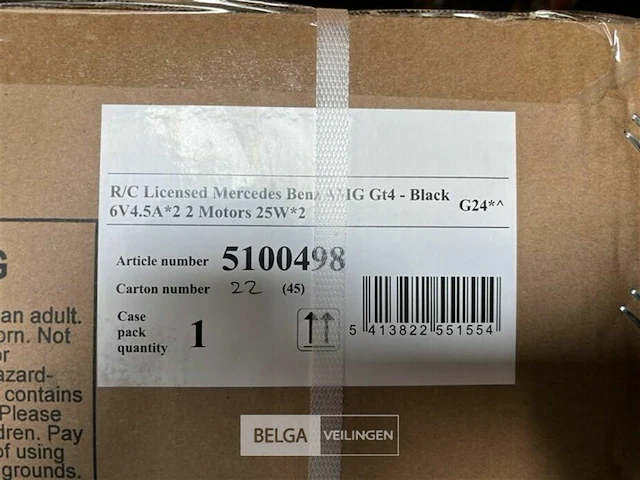 R/C Licensed Mercedes Benz AMG Gt4 - Black
6V4.5A*2 2 Motors 25W*2
G24*^
Article number 5100498
Carton number 22 (45)
Case
pack
quantity
1
5 413822 551554
G
an adult.
orn. Not
or
azard-
contains
Please
dren. Pay
of using
grounds.
BELGA VEILINGEN